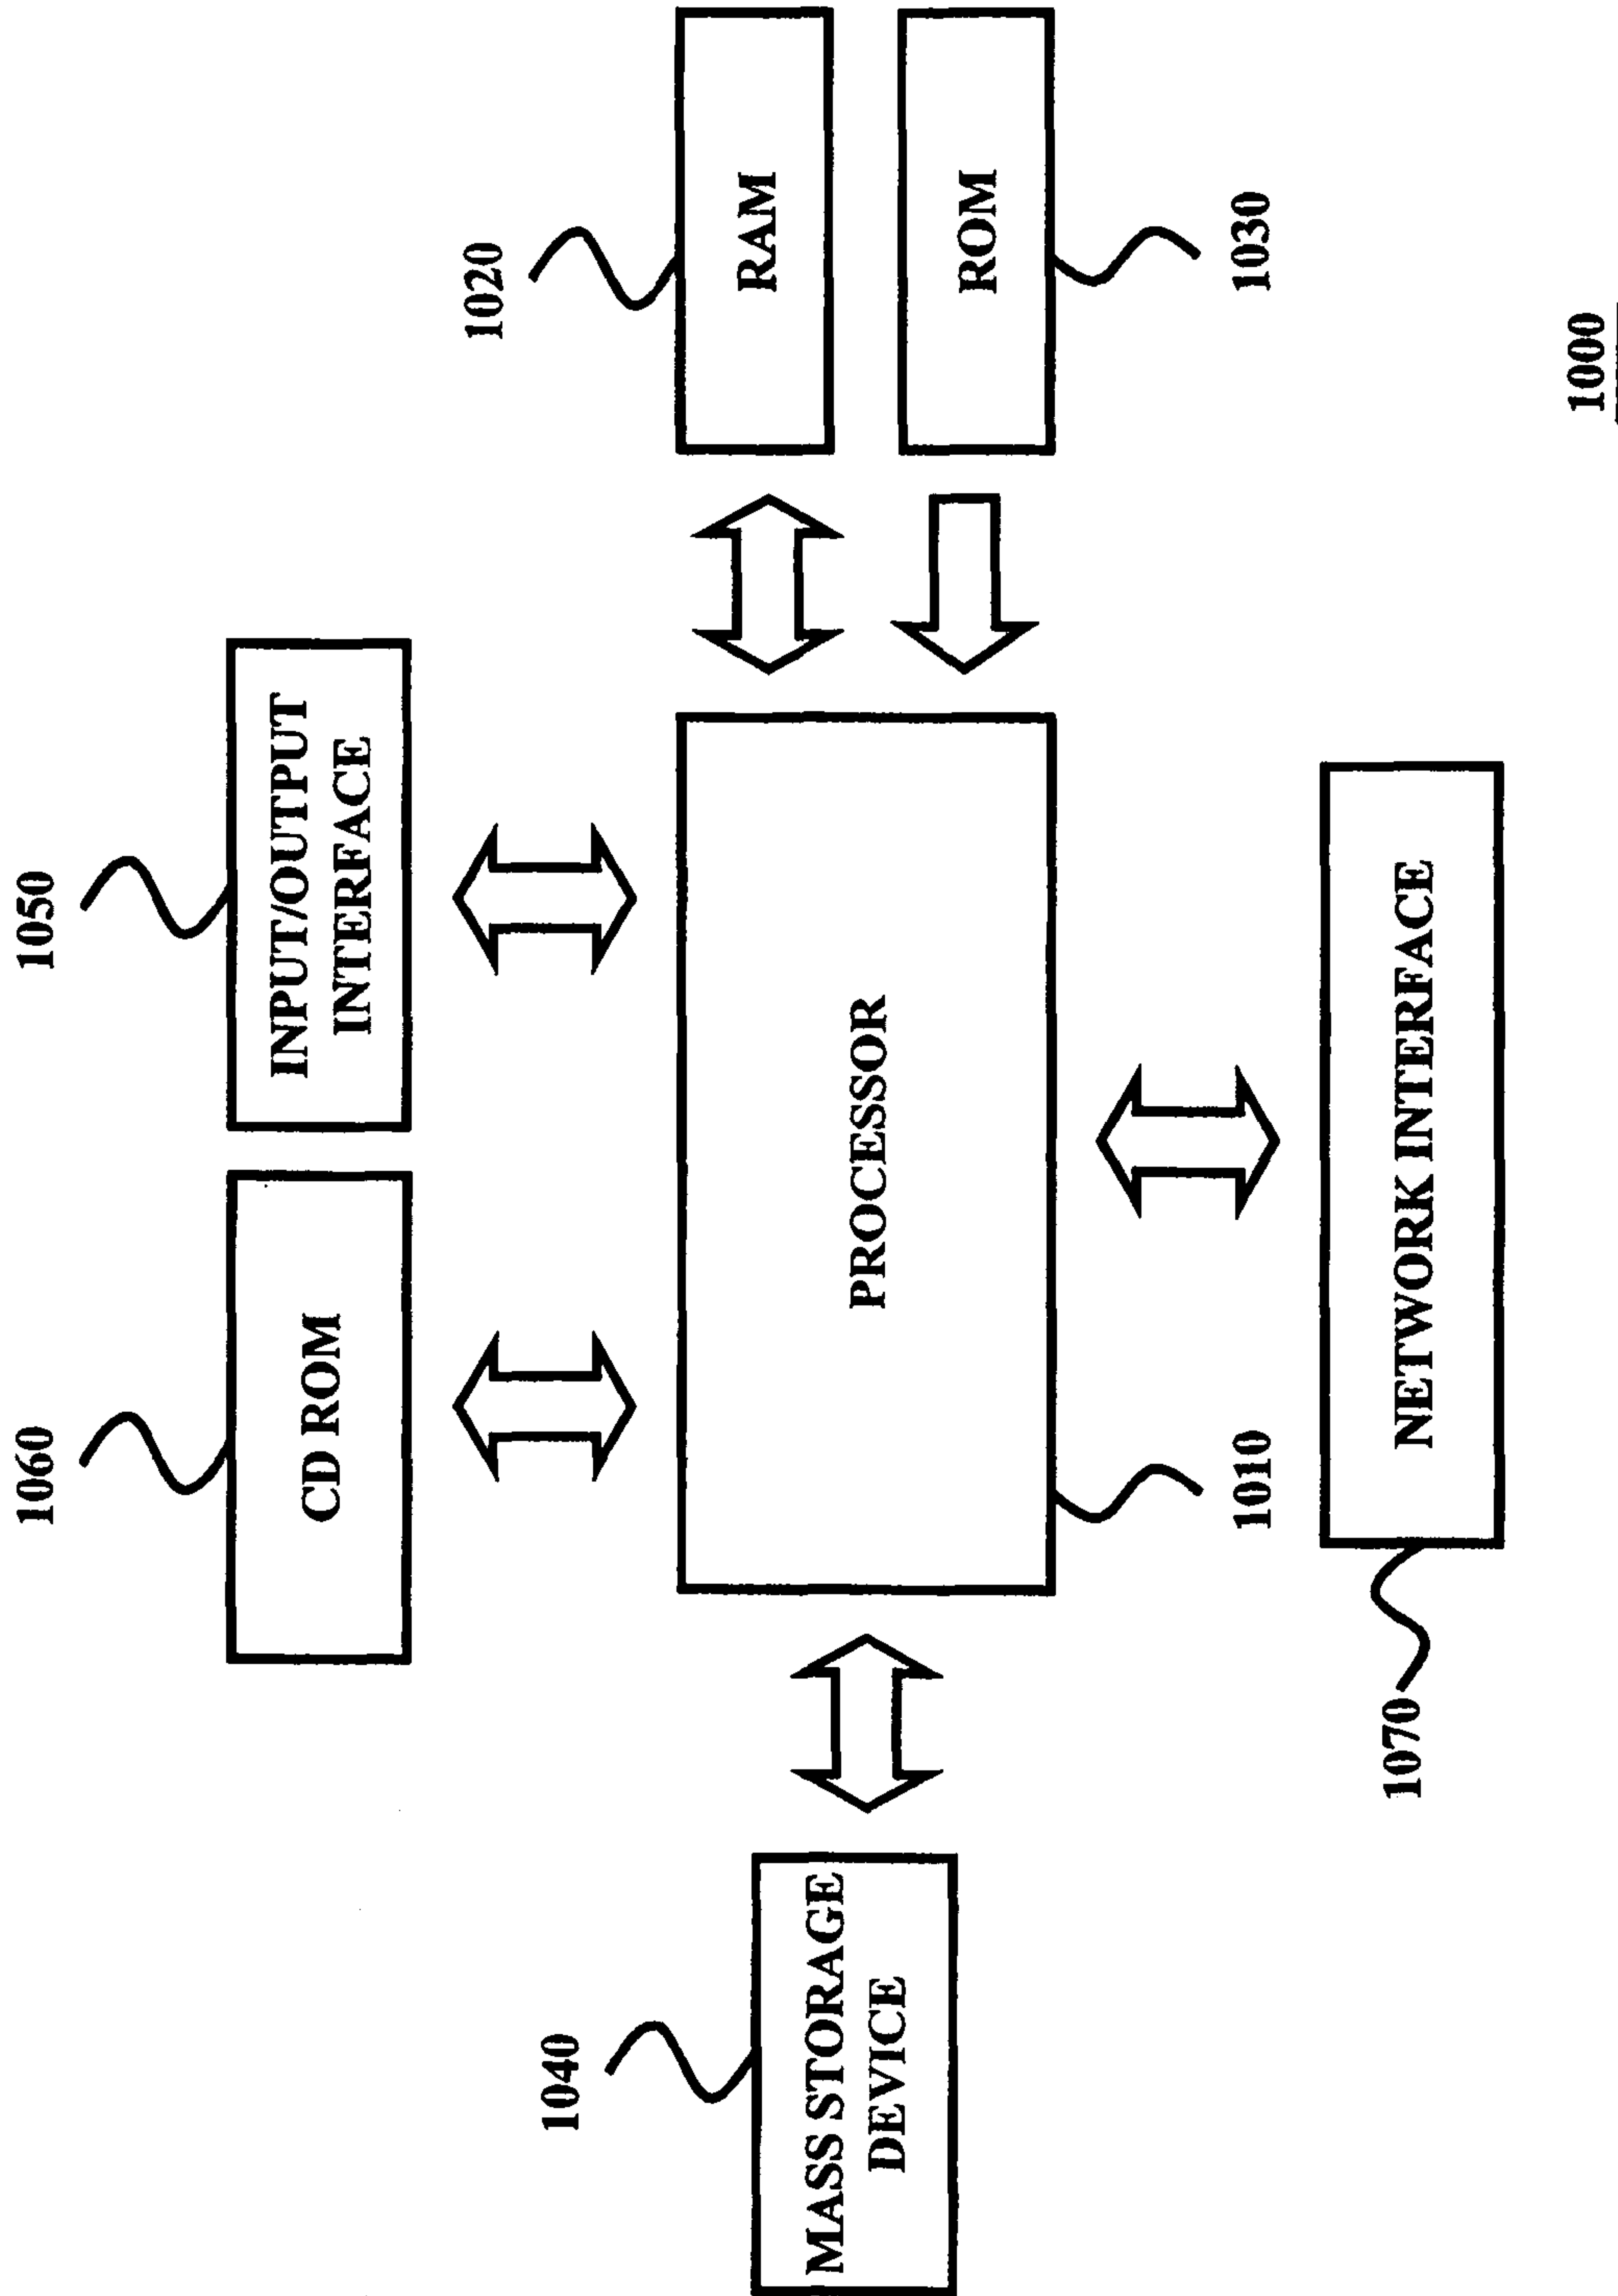 1060
CD ROM
1050
INPUT/OUTPUT
INTERFACE
1040
MASS STORAGE
DEVICE
PROCESSOR
1010
1020
RAM
ROM
1030
1070
NETWORK INTERFACE
1000